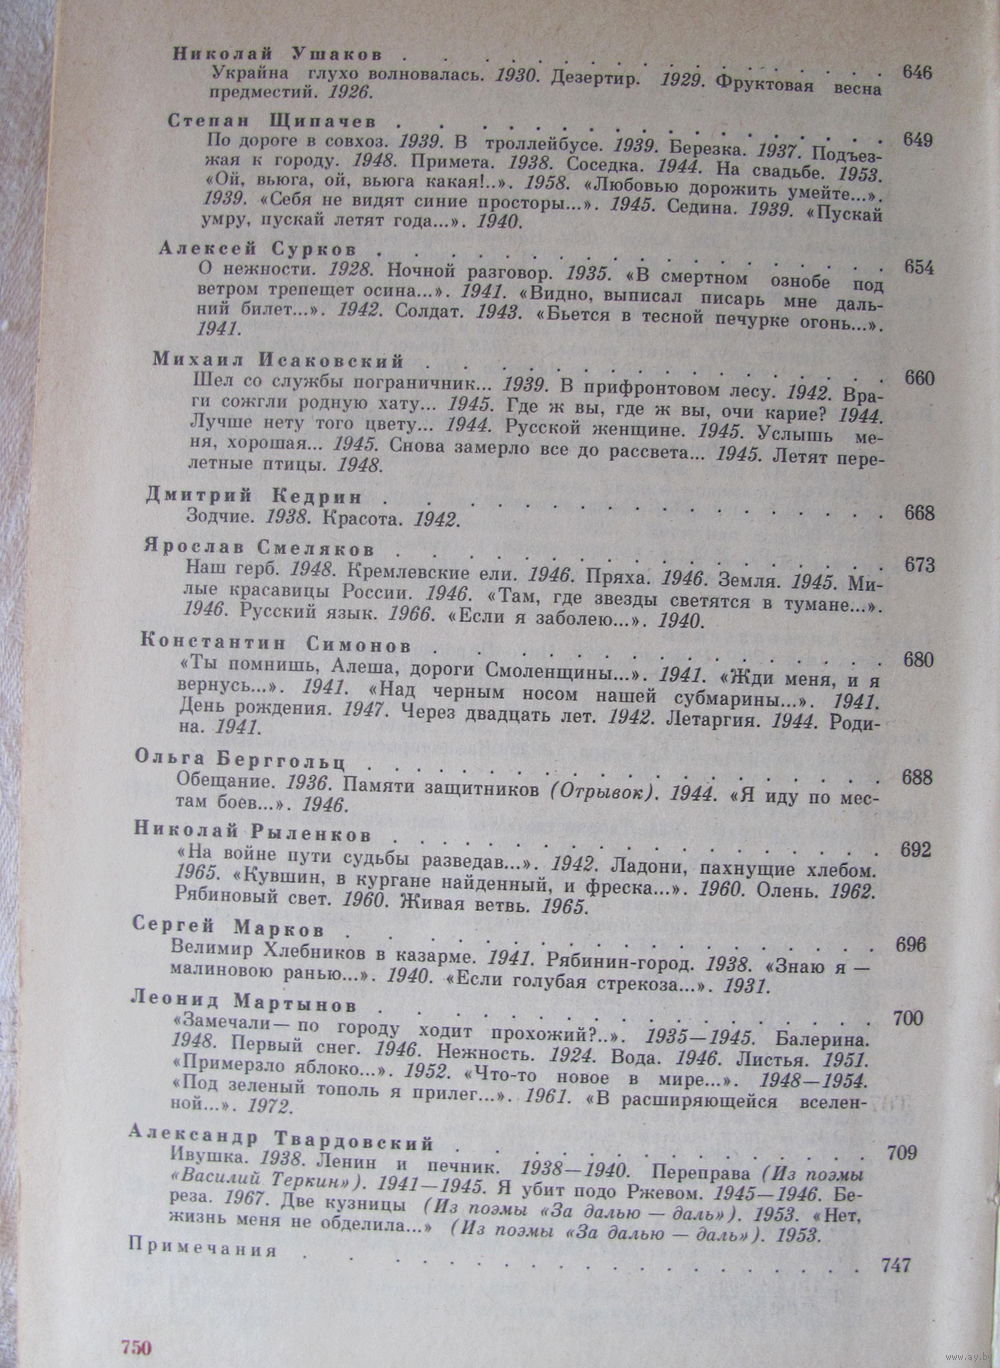 Николай Ушаков . . . . . . . . . . . . . . . . . . 646
Украйна глухо волновалась. 1930. Дезертир. 1929. Фруктовая весна
предместий. 1926.
Степан Щипачев . . . . . . . . . . . . . . . . . . 649
По дороге в совхоз. 1939. В троллейбусе. 1939. Березка. 1937. Подъез-
жая к городу. 1948. Примета. 1938. Соседка. 1944. На свадьбе. 1953.
«Ой, вьюга, ой, вьюга какая!..». 1958. «Любовью дорожить умейте...».
1939. «Себя не видят синие просторы...». 1945. Седина. 1939. «Пускай
умру, пускай летят года...». 1940.
Алексей Сурков . . . . . . . . . . . . . . . . . . 654
О нежности. 1928. Ночной разговор. 1935. «В смертном ознобе под
ветром трепещет осина...». 1941. «Видно, выписал писарь мне даль-
ний билет...». 1942. Солдат. 1943. «Бьется в тесной печурке огонь...».
1941.
Михаил Исаковский . . . . . . . . . . . . . . . . . . 660
Шел со службы пограничник... 1939. В прифронтовом лесу. 1942. Вра-
ги сожгли родную хату... 1945. Где ж вы, где ж вы, очи карие? 1944.
Лучше нету того цвету... 1944. Русской женщине. 1945. Услышь ме-
ня, хорошая... 1945. Снова замерло все до рассвета... 1945. Летят пере-
летные птицы. 1948.
Дмитрий Кедрин . . . . . . . . . . . . . . . . . . 668
Зодчие. 1938. Красота. 1942.
Ярослав Смеляков . . . . . . . . . . . . . . . . . . 673
Наш герб. 1948. Кремлевские ели. 1946. Пряха. 1946. Земля. 1945. Ми-
лые красавицы России. 1946. «Там, где звезды светятся в тумане...».
1946. Русский язык. 1966. «Если я заболею...». 1940.
Константин Симонов . . . . . . . . . . . . . . . . . . 680
«Ты помнишь, Алеша, дороги Смоленщины...». 1941. «Жди меня, и я
вернусь...». 1941. «Над черным носом нашей субмарины...». 1941.
День рождения. 1947. Через двадцать лет. 1942. Летаргия. 1944. Роди-
на. 1941.
Ольга Берггольц . . . . . . . . . . . . . . . . . . 688
Обещание. 1936. Памяти защитников (Отрывок). 1944. «Я иду по мес-
там боев...». 1946.
Николай Рыленков . . . . . . . . . . . . . . . . . . 692
«На войне пути судьбы разведав...». 1942. Ладони, пахнущие хлебом.
1965. «Кувшин, в кургане найденный, и фреска...». 1960. Олень. 1962.
Рябиновый свет. 1960. Живая ветвь. 1965.
Сергей Марков . . . . . . . . . . . . . . . . . . 696
Велимир Хлебников в казарме. 1941. Рябинин-город. 1938. «Знаю я —
малиновою ранью...». 1940. «Если голубая стрекоза...». 1931.
Леонид Мартынов . . . . . . . . . . . . . . . . . . 700
«Замечали — по городу ходит прохожий?..». 1935—1945. Балерина.
1948. Первый снег. 1946. Нежность. 1924. Вода. 1946. Листья. 1951.
«Примерзло яблоко...». 1952. «Что-то новое в мире...». 1948—1954.
«Под зеленый тополь я прилег...». 1961. «В расширяющейся вселен-
ной...». 1972.
Александр Твардовский . . . . . . . . . . . . . . . . . . 709
Ивушка. 1938. Ленин и печник. 1938—1940. Переправа (Из поэмы
«Василий Теркин»). 1941—1945. Я убит подо Ржевом. 1945—1946. Бе-
реза. 1967. Две кузницы (Из поэмы «За далью — даль»). 1953. «Нет,
жизнь меня не обделила...» (Из поэмы «За далью — даль»). 1953.
Примечания . . . . . . . . . . . . . . . . . . 747
750
www.ay.by